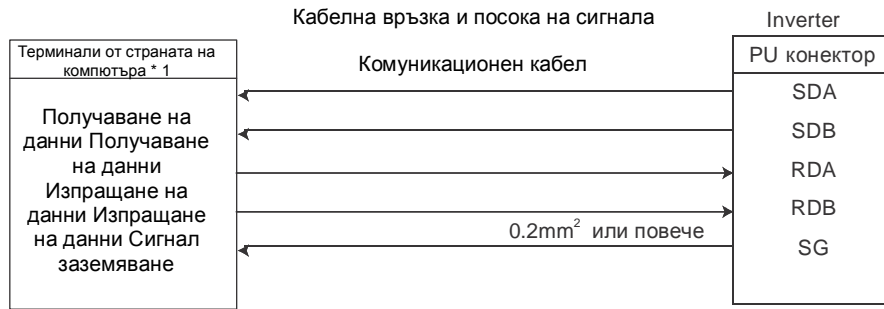 Кабелна връзка и посока на сигнала
Inverter
Терминали от страната на
компютъра * 1
PU конектор
Комуникационен кабел
SDA
Получаване на
данни Получаване
на данни
Изпращане на
данни Изпращане
на данни Сигнал
заземяване
SDB
RDA
RDB
0.2mm² или повече
SG